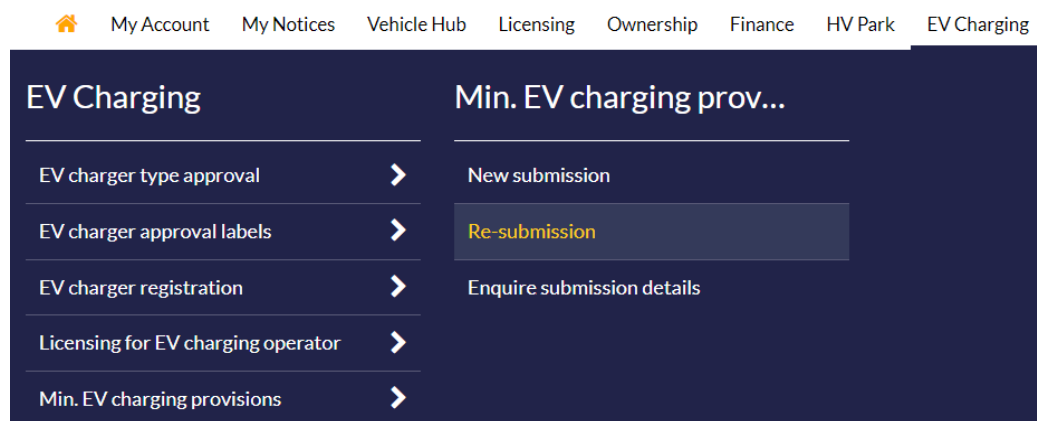 My Account My Notices Vehicle Hub Licensing Ownership Finance HV Park EV Charging
EV Charging
EV charger type approval
EV charger approval labels
EV charger registration
Licensing for EV charging operator
Min. EV charging provisions
Min. EV charging prov...
New submission
Re-submission
Enquire submission details